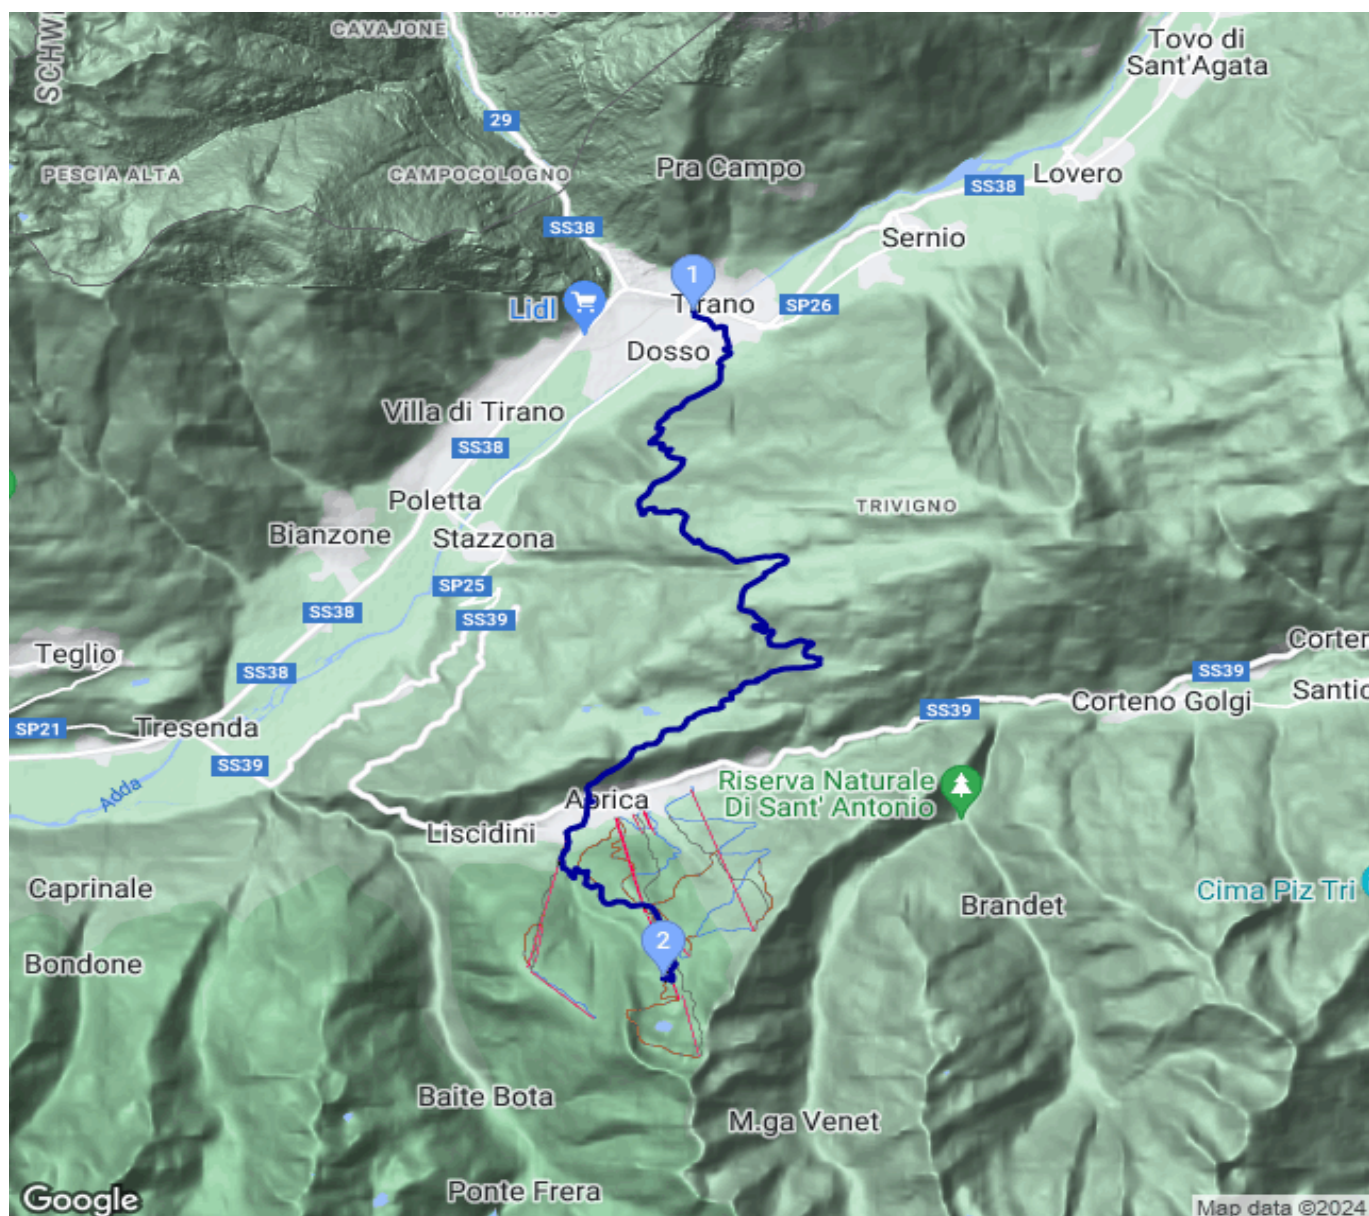 CAVAJONE
PIANO
SCHW
Tovo di
Sant'Agata
29
PESCIA ALTA
CAMPOCOLOGNO
Pra Campo
Lovero
SS38
SS38
Sernio
1
Lidl
Tirano
SP26
Dosso
Villa di Tirano
SS38
Poletta
TRIVIGNO
Bianzone
Stazzona
SP25
SS38
SS39
Teglio
SS38
Corter
SS39
Santic
Corteno Golgi
SS39
SP21
Tresenda
SS39
Adda
Riserva Naturale
Di Sant' Antonio
Aprica
Liscidini
Caprinale
Cima Piz Tri
Brandet
2
Bondone
Baite Bota
M.ga Venet
Ponte Frera
Google
Map data ©2024